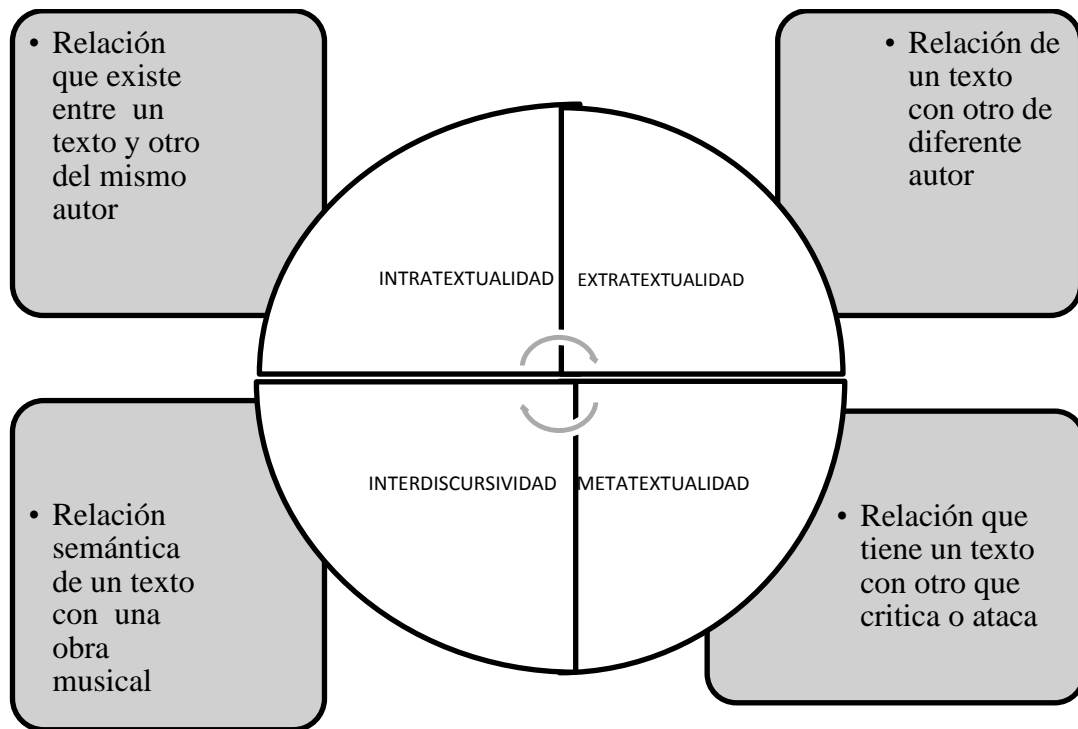 • Relación
que existe
entre un
texto y otro
del mismo
autor
• Relación de
un texto
con otro de
diferente
autor
INTRATEXTUALIDAD
EXTRATEXTUALIDAD
INTERDISCURSIVIDAD
METATEXTUALIDAD
• Relación
semántica
de un texto
con una
obra
musical
• Relación que
tiene un texto
con otro que
critica o ataca